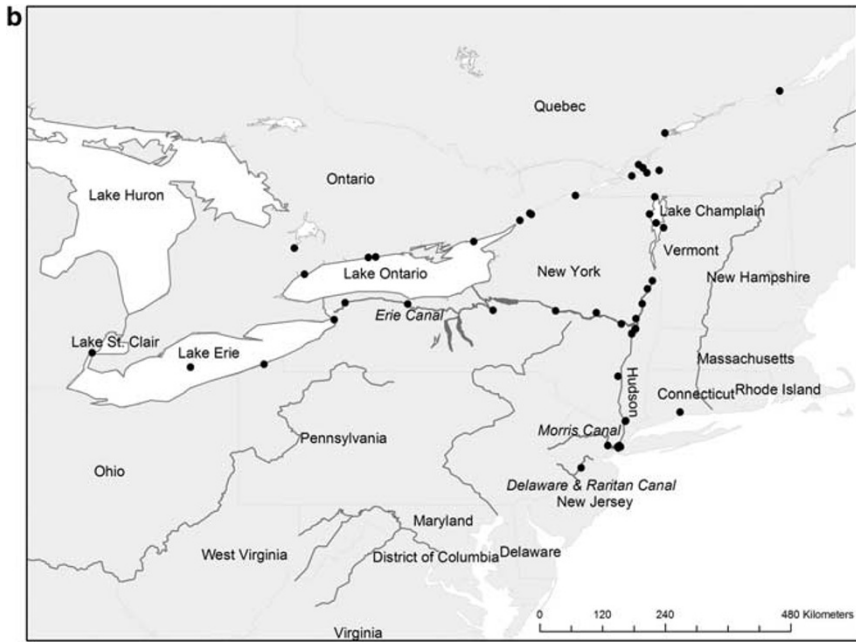 b
Quebec
Ontario
Lake Huron
Lake Champlain
Vermont
Lake Ontario
New York
New Hampshire
Erie Canal
Lake St. Clair
Lake Erie
Massachusetts
Hudson
Connecticut
Rhode Island
Morris Canal
Pennsylvania
Ohio
Delaware & Raritan Canal
New Jersey
Maryland
West Virginia
District of Columbia
Delaware
Virginia
0 120 240 480 Kilometers